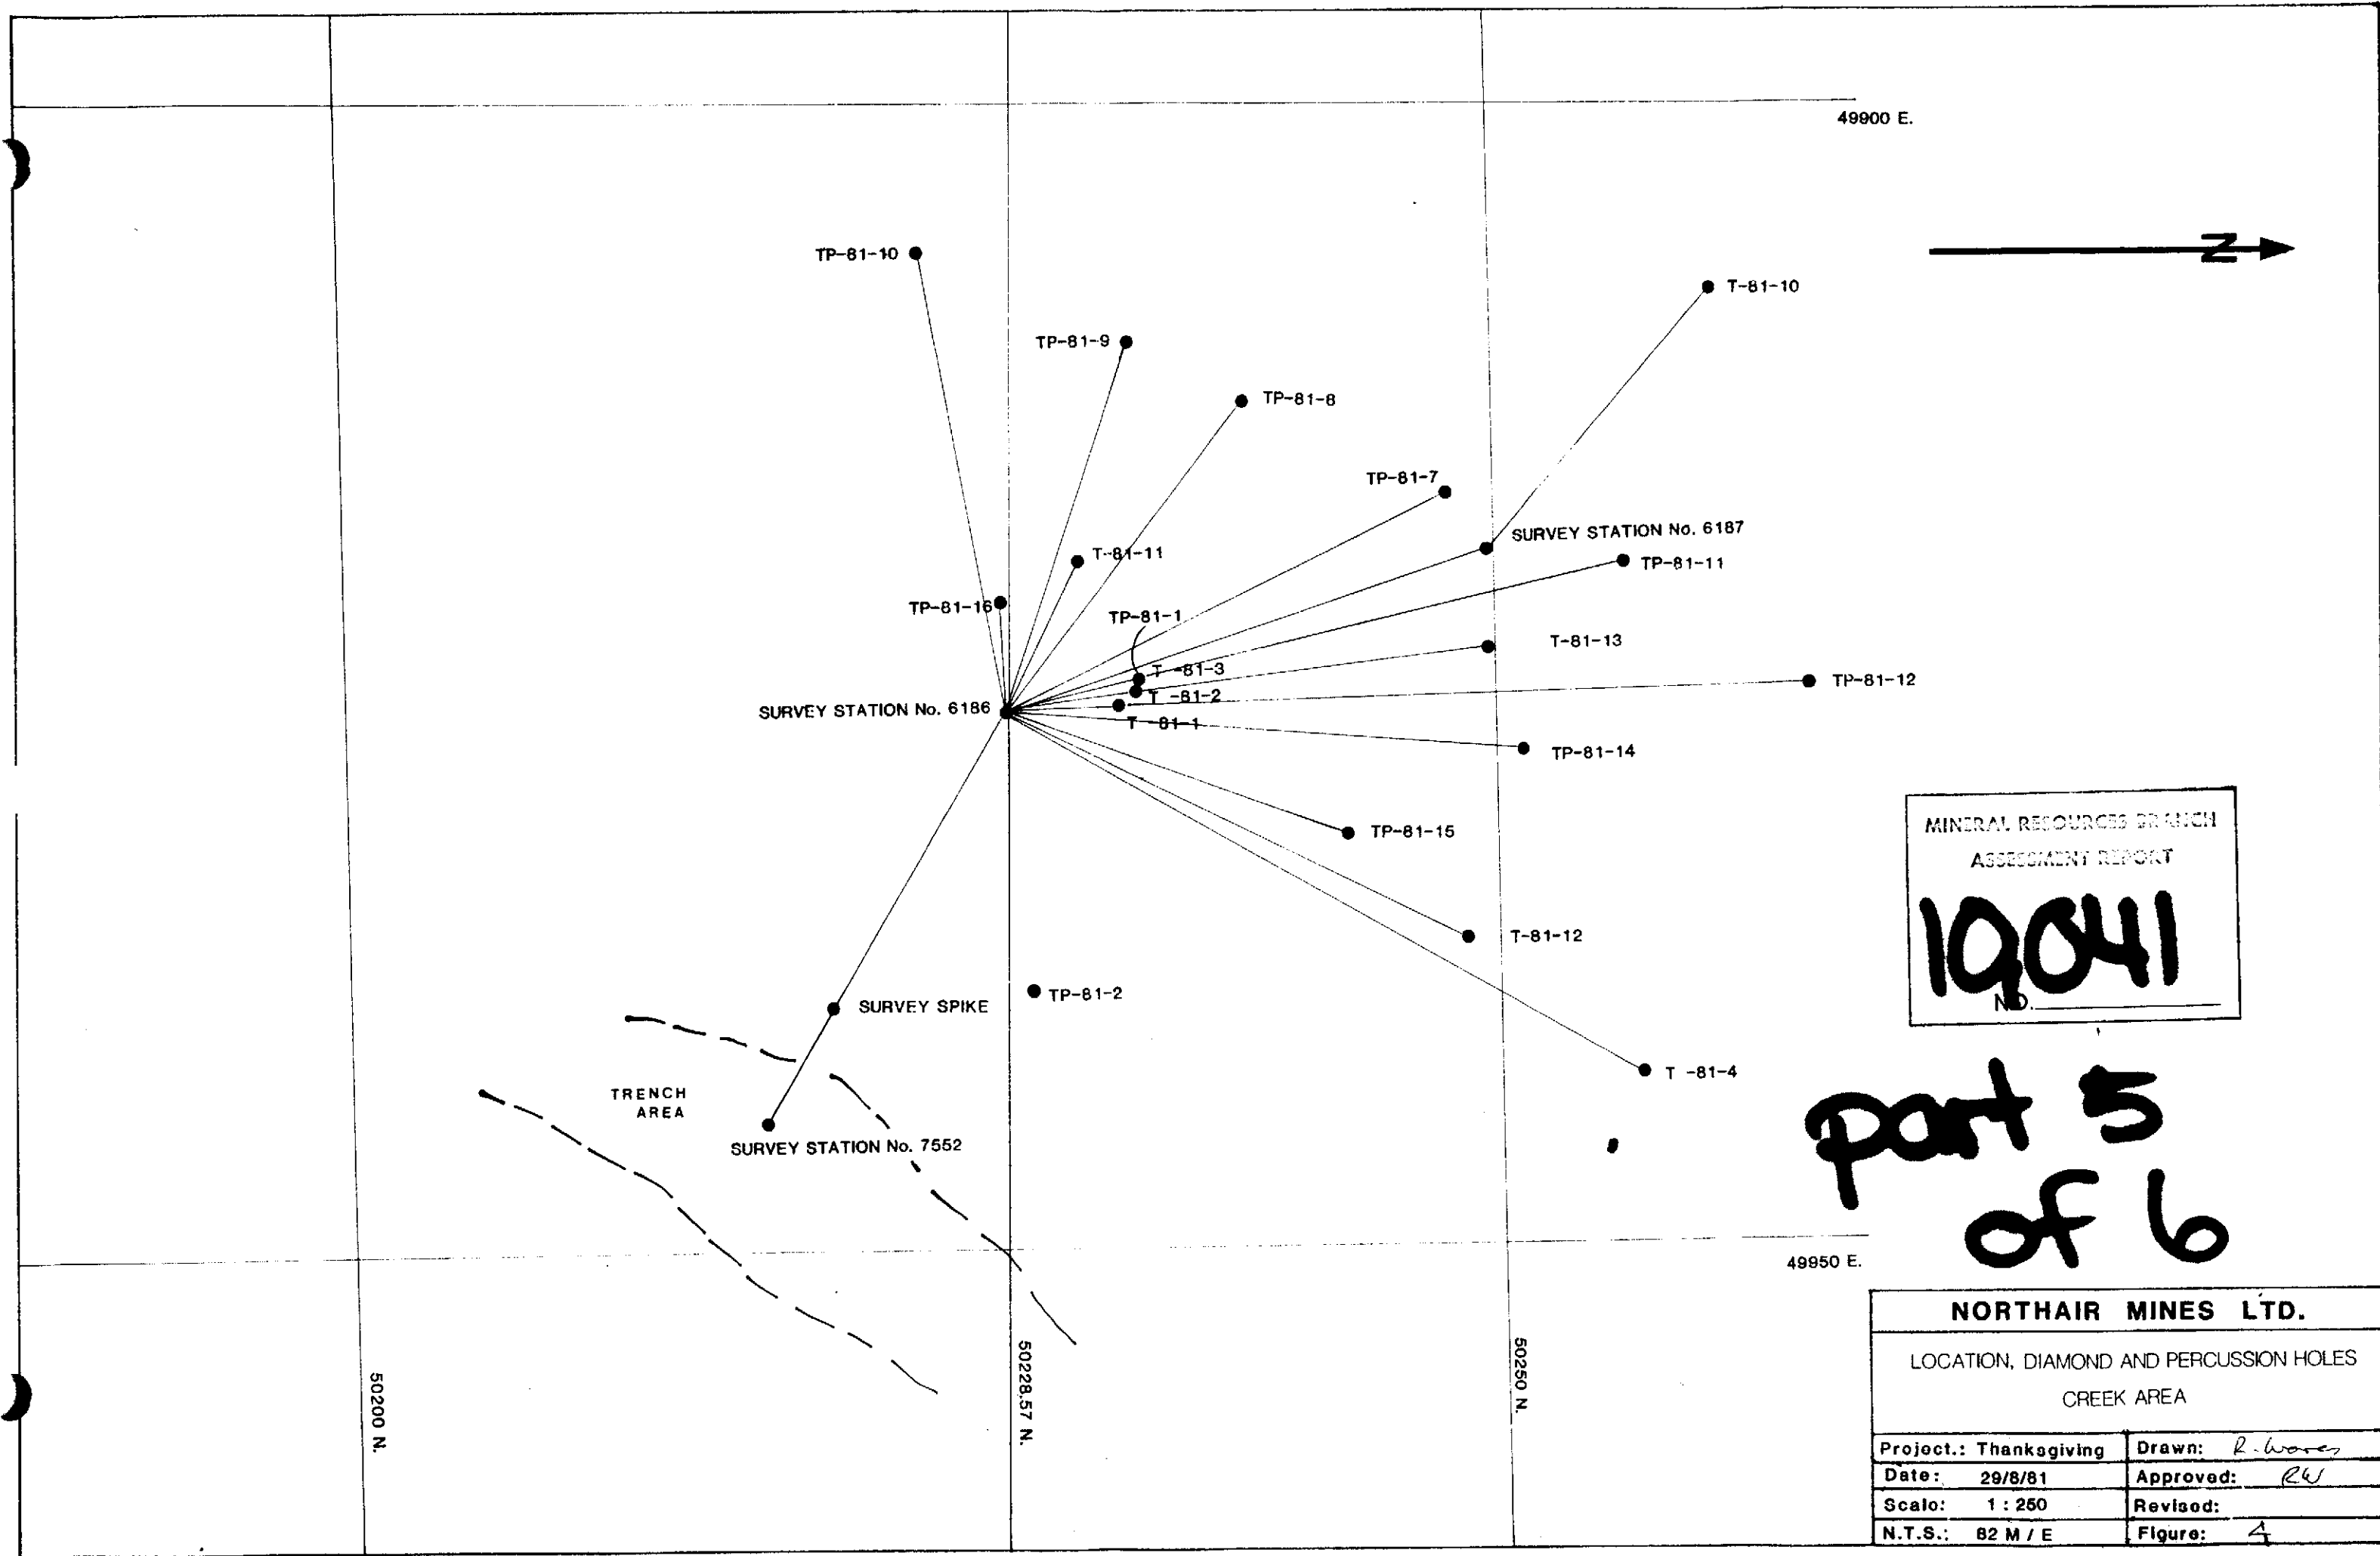 49900 E.
N
TP-81-10
T-81-10
TP-81-9
TP-81-8
TP-81-7
SURVEY STATION No. 6187
T-81-11
TP-81-11
TP-81-16
TP-81-1
T-81-13
T -81-3
TP-81-12
T -81-2
SURVEY STATION No. 6186
T -81-1
TP-81-14
TP-81-15
MINERAL RESOURCES BRANCH
ASSESSMENT REPORT
10,041
NO.
T-81-12
TP-81-2
SURVEY SPIKE
T -81-4
TRENCH
AREA
SURVEY STATION No. 7552
part 5
of 6
49950 E.
50200 N.
50228.57 N.
50250 N.
NORTHAIR MINES LTD.
LOCATION, DIAMOND AND PERCUSSION HOLES
CREEK AREA
Project.: Thanksgiving Drawn: R.
Date: 29/8/81 Approved: RW
Scale: 1 : 250 Revised:
N.T.S.: 82 M / E Figure: 4